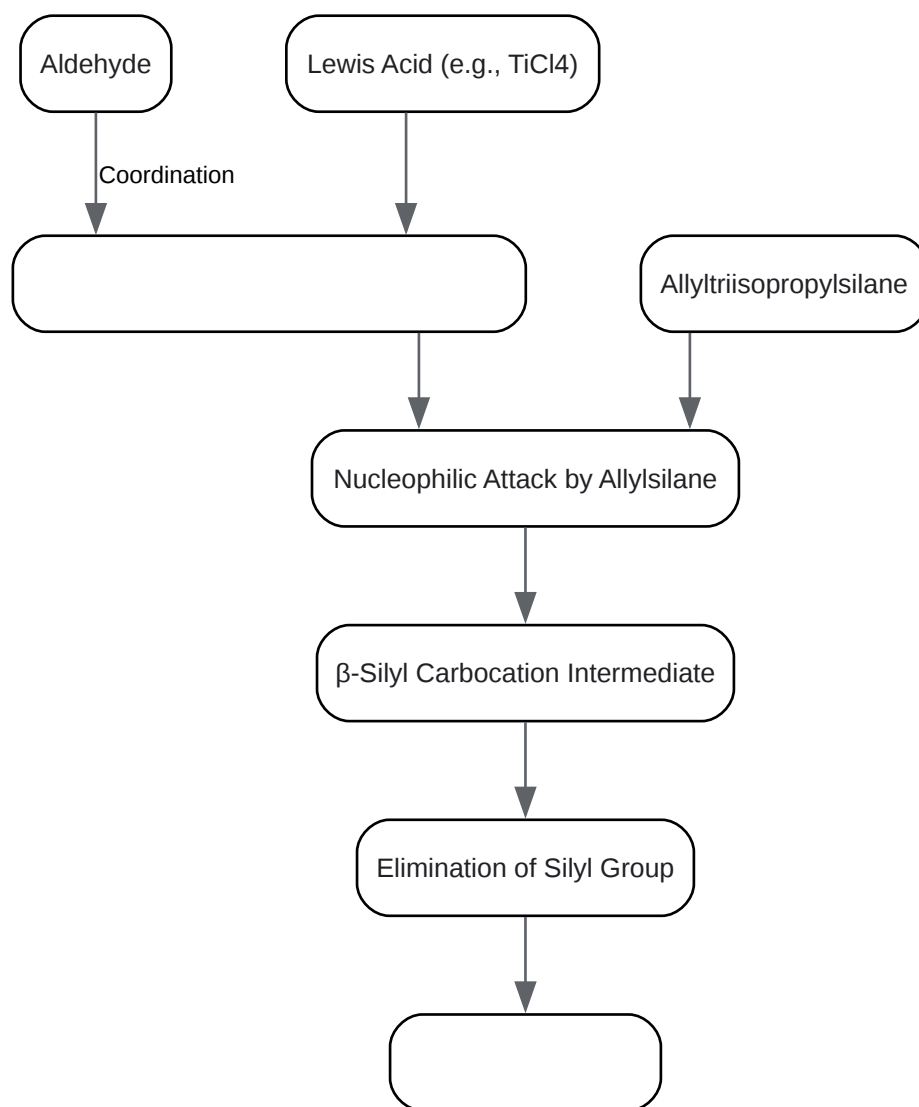 Aldehyde
Lewis Acid (e.g., TiCl4)
Coordination
Allyltriisopropylsilane
Nucleophilic Attack by Allylsilane
β-Silyl Carbocation Intermediate
Elimination of Silyl Group